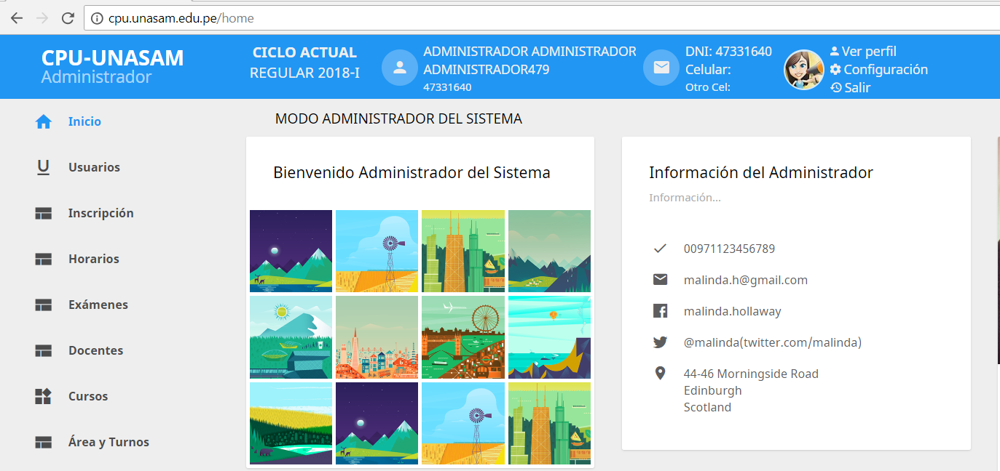 cpu.unasam.edu.pe/home
CPU-UNASAM
Administrador
CICLO ACTUAL
REGULAR 2018-I
ADMINISTRADOR ADMINISTRADOR
ADMINISTRADOR479
47331640
DNI: 47331640
Celular:
Otro Cel:
Ver perfil
Configuración
Salir
Inicio
Usuarios
Inscripción
Horarios
Exámenes
Docentes
Cursos
Área y Turnos
MODO ADMINISTRADOR DEL SISTEMA
Bienvenido Administrador del Sistema
Información del Administrador
Información...
00971123456789
malinda.h@gmail.com
malinda.hollaway
@malinda(twitter.com/malinda)
44-46 Morningside Road
Edinburgh
Scotland